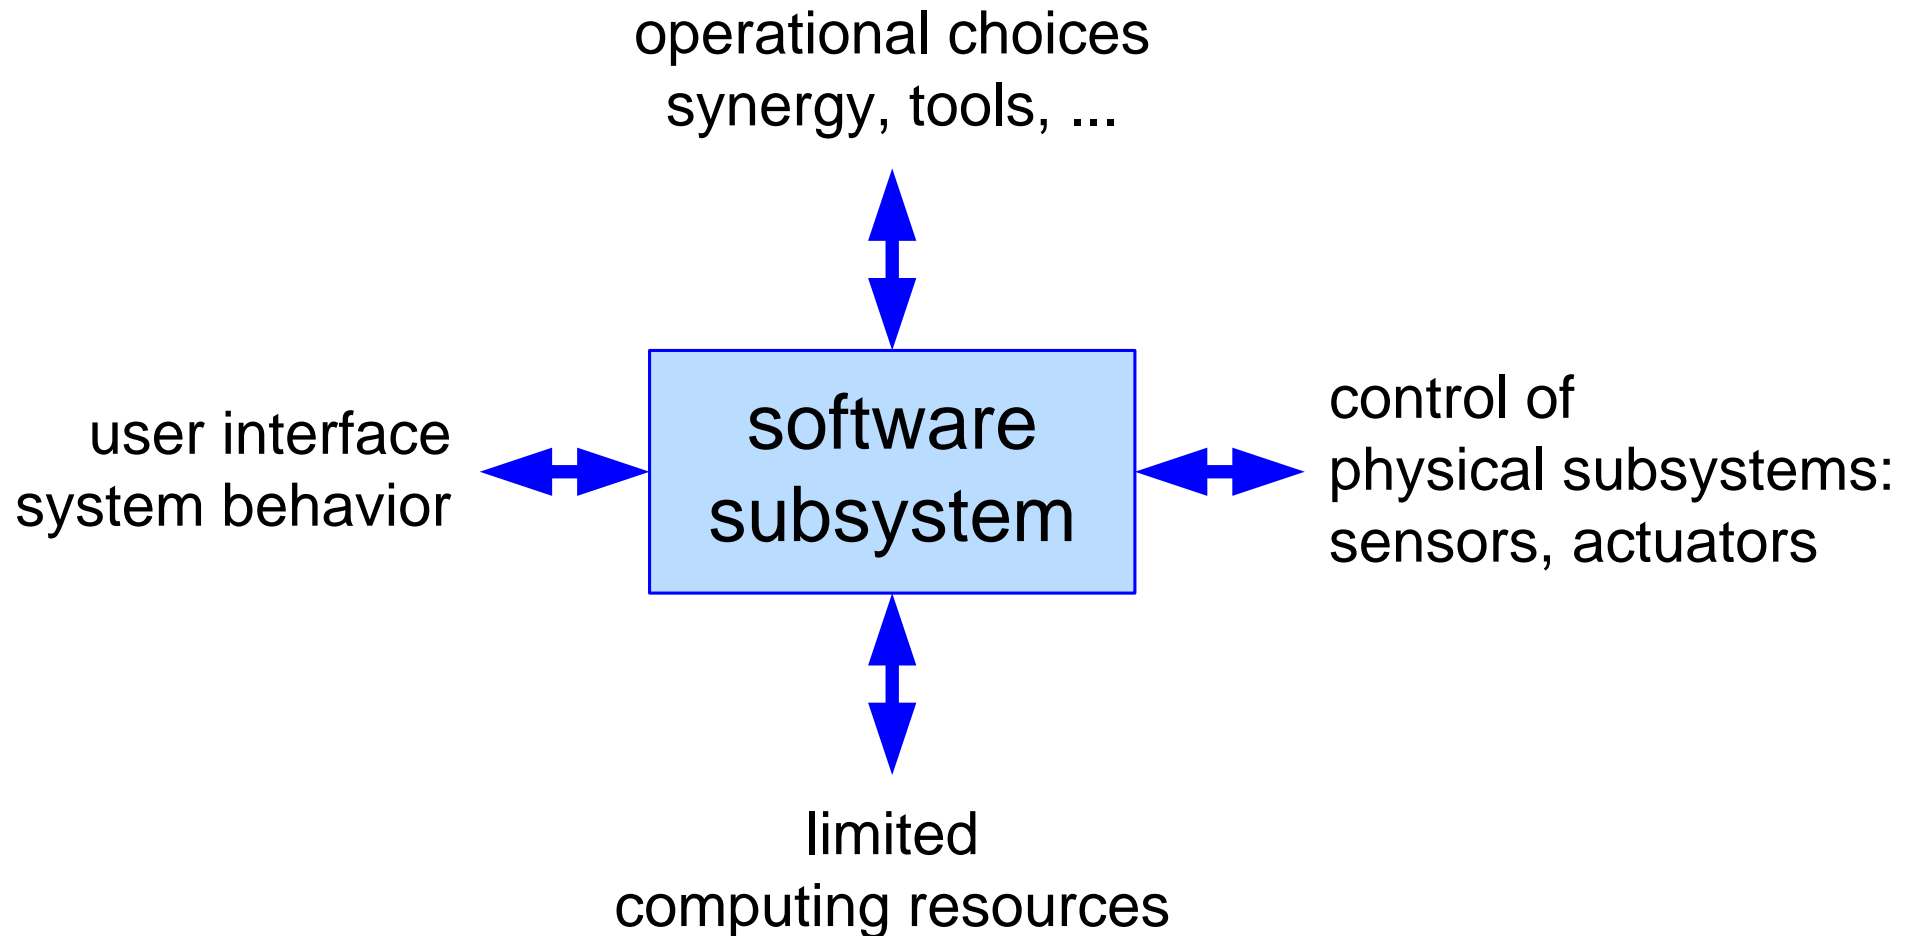 operational choices
synergy, tools, ...
user interface
system behavior
software
subsystem
control of
physical subsystems:
sensors, actuators
limited
computing resources